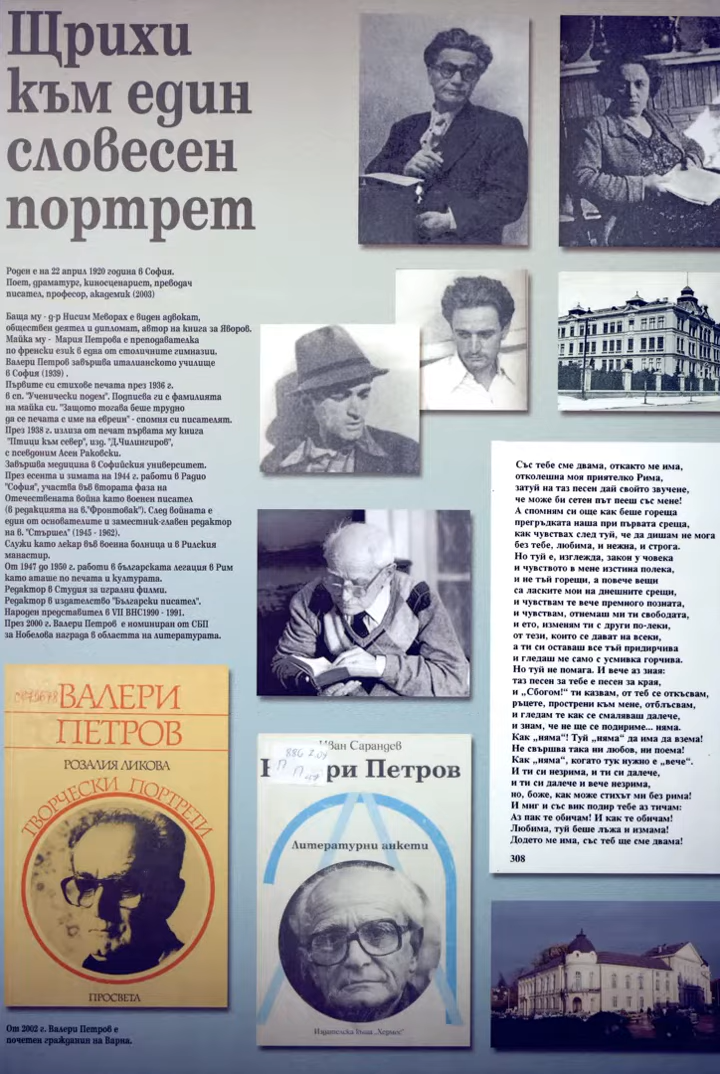 Щрихи
към един
словесен
портрет
Роден е на 22 април 1920 година в София.
Поет, драматург, киносценарист, преводач
писател, професор, академик (2003)
Баща му - д-р Нисим Меворах е виден адвокат,
обществен деятел и дипломат, автор на книга за Яворов.
Майка му - Мария Петрова е преподавателка
по френски език в една от столичните гимназии.
Валери Петров завършва италианското училище
в София (1939) .
Първите си стихове печата през 1936 г.
в сп. "Ученически подем". Подписва ги с фамилията
на майка си. "Защото тогава беше трудно
да се печата с име на евреин" - спомня си писателят.
През 1938 г. излиза от печат първата му книга
"Птици към север", изд. "Д.Чилингиров",
с псевдоним Асен Раковски.
Завършва медицина в Софийския университет.
През есента и зимата на 1944 г. работи в Радио
"София", участва във втората фаза на
Отечествената война като военен писател
(в редакцията на в."Фронтовак"). След войната е
един от основателите и заместник-главен редактор
на в. "Стършел" (1945 - 1962).
Служи като лекар във военна болница и в Рилския
манастир.
От 1947 до 1950 г. работи в българската легация в Рим
като аташе по печата и културата.
Редактор в Студия за игрални филми.
Редактор в издателство "Български писател".
Народен представител в VII ВНС1990 - 1991.
През 2000 г. Валери Петров е номиниран от СБП
за Нобелова награда в областта на литературата.
Със тебе сме двама, откакто ме има,
отколешна моя приятелко Рима,
затуй на таз песен дай свойто звучене,
че може би сетен път пееш със мене!
А спомням си още как беше гореща
прегръдката наша при първата среща,
как чувствах след туй, че да дишам не мога
без тебе, любима, и нежна, и строга.
Но туй е, изглежда, закон у човека
и чувството в мене изстина полека,
и не тъй горещи, а повече вещи
са ласките мои на днешните срещи,
и чувствам те вече премного позната,
и чувствам, отнемаш ми ти свободата,
и ето, изменям ти с други по-леки,
от тези, които се дават на всеки,
а ти си оставаш все тъй придирчива
и гледаш ме само с усмивка горчива.
Но туй не помага. И вече аз зная:
таз песен за тебе е песен за края,
и „Сбогом!“ ти казвам, от теб се откъсвам,
ръцете, прострени към мене, отблъсвам,
и гледам те как се смаляваш далече,
и знам, че не ще се подириме... няма.
Как „няма“! Туй „няма“ да има да взема!
Не свършва така ни любов, ни поема!
Как „няма“, когато тук нужно е „вече“.
И ти си незрима, и ти си далече,
и ти си далече и вече незрима,
но, боже, как може стихът ми без рима!
И миг и със вик подир тебе аз тичам:
Аз пак те обичам! И как те обичам!
Любима, туй беше лъжа и измама!
Додето ме има, със теб ще сме двама!
308
ВАЛЕРИ
ПЕТРОВ
РОЗАЛИЯ ЛИКОВА
ТВОРЧЕСКИ ПОРТРЕТИ
ПРОСВЕТА
Иван Сарандев
Петров
Литературни анкети
Издателска къща „Хермес“
От 2002 г. Валери Петров е
почетен гражданин на Варна.